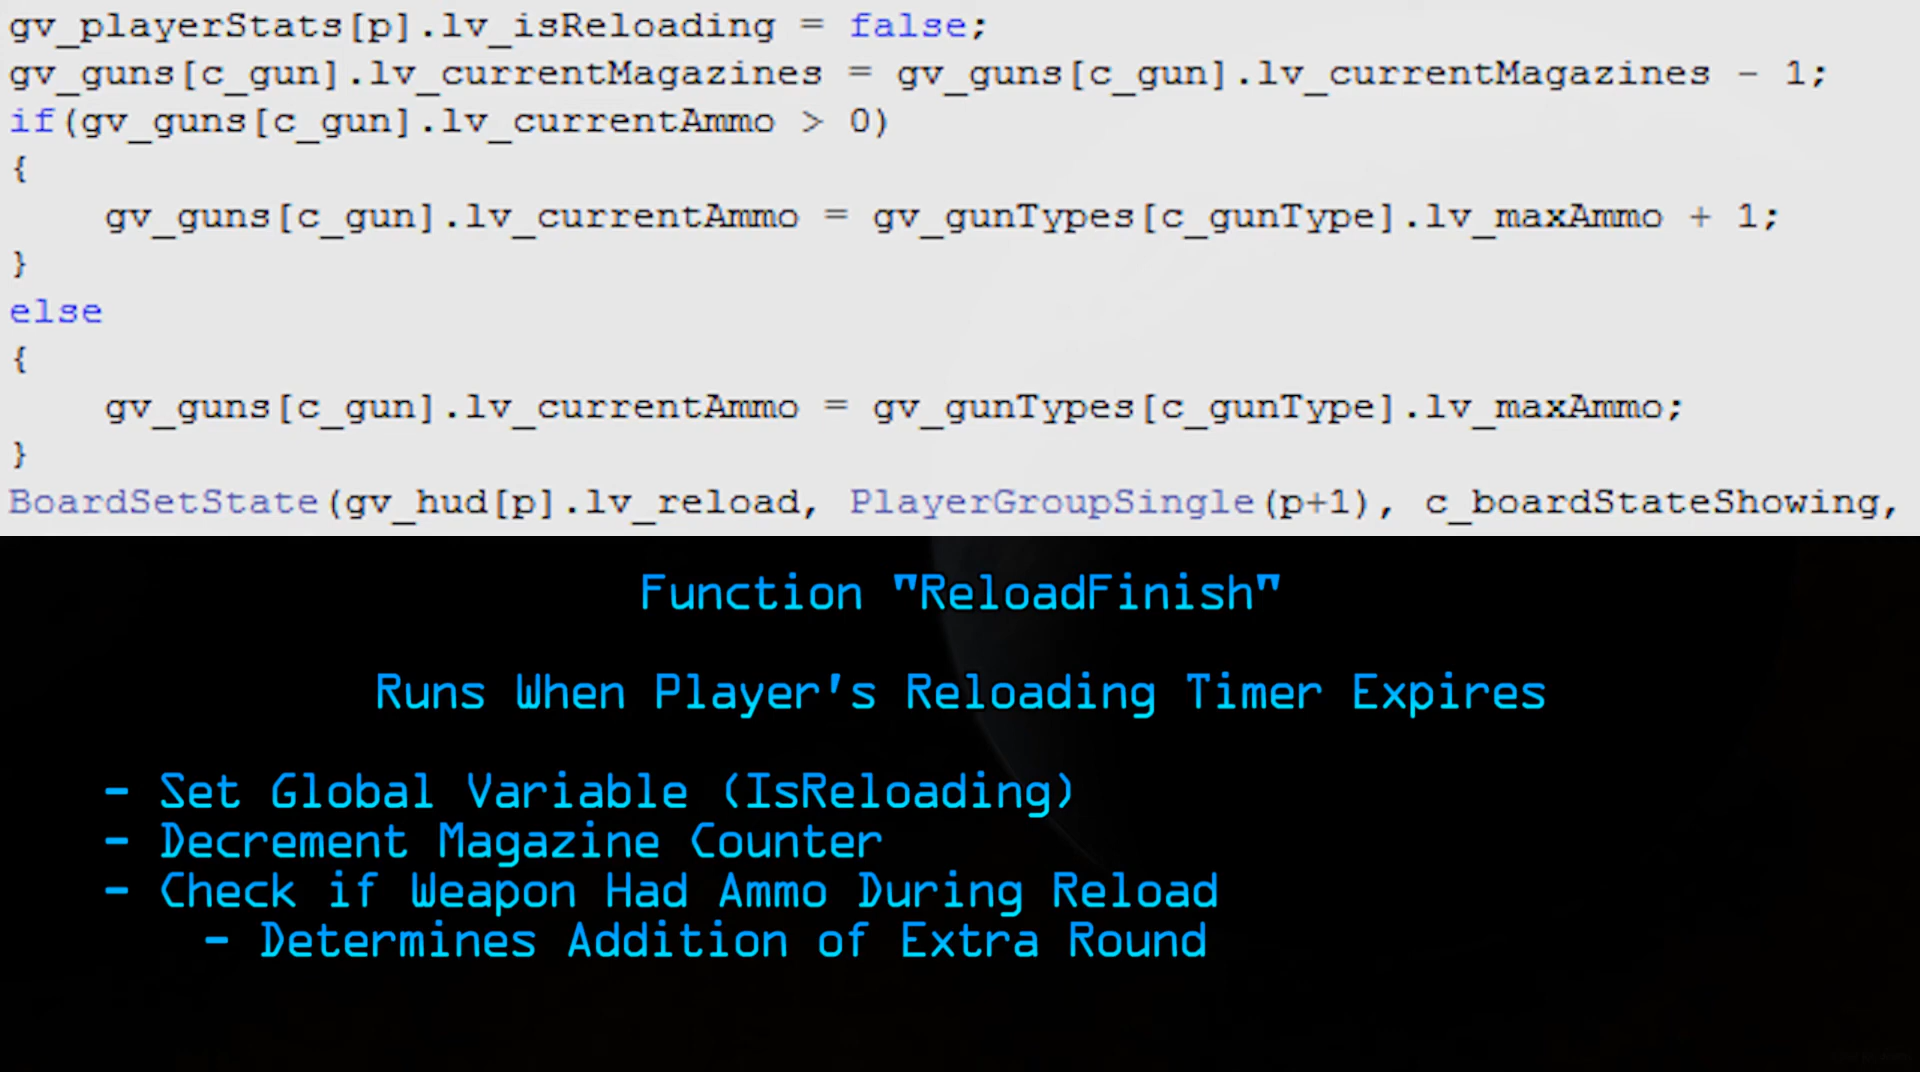 gv_playerStats[p].lv_isReloading = false;
gv_guns[c_gun].lv_currentMagazines = gv_guns[c_gun].lv_currentMagazines - 1;
if(gv_guns[c_gun].lv_currentAmmo > 0)
{
    gv_guns[c_gun].lv_currentAmmo = gv_gunTypes[c_gunType].lv_maxAmmo + 1;
}
else
{
    gv_guns[c_gun].lv_currentAmmo = gv_gunTypes[c_gunType].lv_maxAmmo;
}
BoardSetState(gv_hud[p].lv_reload, PlayerGroupSingle(p+1), c_boardStateShowing,
Function "ReloadFinish"
Runs When Player's Reloading Timer Expires
- Set Global Variable (IsReloading)
- Decrement Magazine Counter
- Check if Weapon Had Ammo During Reload
- Determines Addition of Extra Round